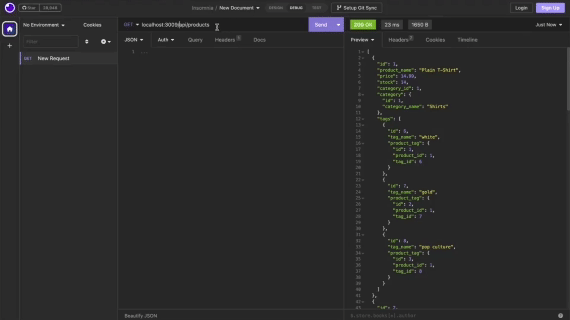 Star 30,040
insomnia / New Document
DESIGN DEBUG TEST
Setup Git Sync
Login
Sign Up
No Environment
Cookies
GET localhost:3001/api/products
Send
200 OK
23 ms
1650 B
Just Now
Filter
JSON
Auth
Query
Headers
Docs
Preview
Headers
Cookies
Timeline
GET New Request
1
1 [
2 {
3 "id": 1,
4 "product_name": "Plain T-Shirt",
5 "price": 14.99,
6 "stock": 14,
7 "category_id": 1,
8 "category": {
9 "id": 1,
10 "category_name": "Shirts"
11 },
12 "tags": [
13 {
14 "id": 6,
15 "tag_name": "white",
16 "product_tag": {
17 "id": 1,
18 "product_id": 1,
19 "tag_id": 6
20 }
21 },
22 {
23 "id": 7,
24 "tag_name": "gold",
25 "product_tag": {
26 "id": 2,
27 "product_id": 1,
28 "tag_id": 7
29 }
30 },
31 {
32 "id": 8,
33 "tag_name": "pop culture",
34 "product_tag": {
35 "id": 3,
36 "product_id": 1,
37 "tag_id": 8
38 }
39 }
40 ]
41 },
42 {
43 "id": 2,
Beautify JSON
$.store.books[*].author